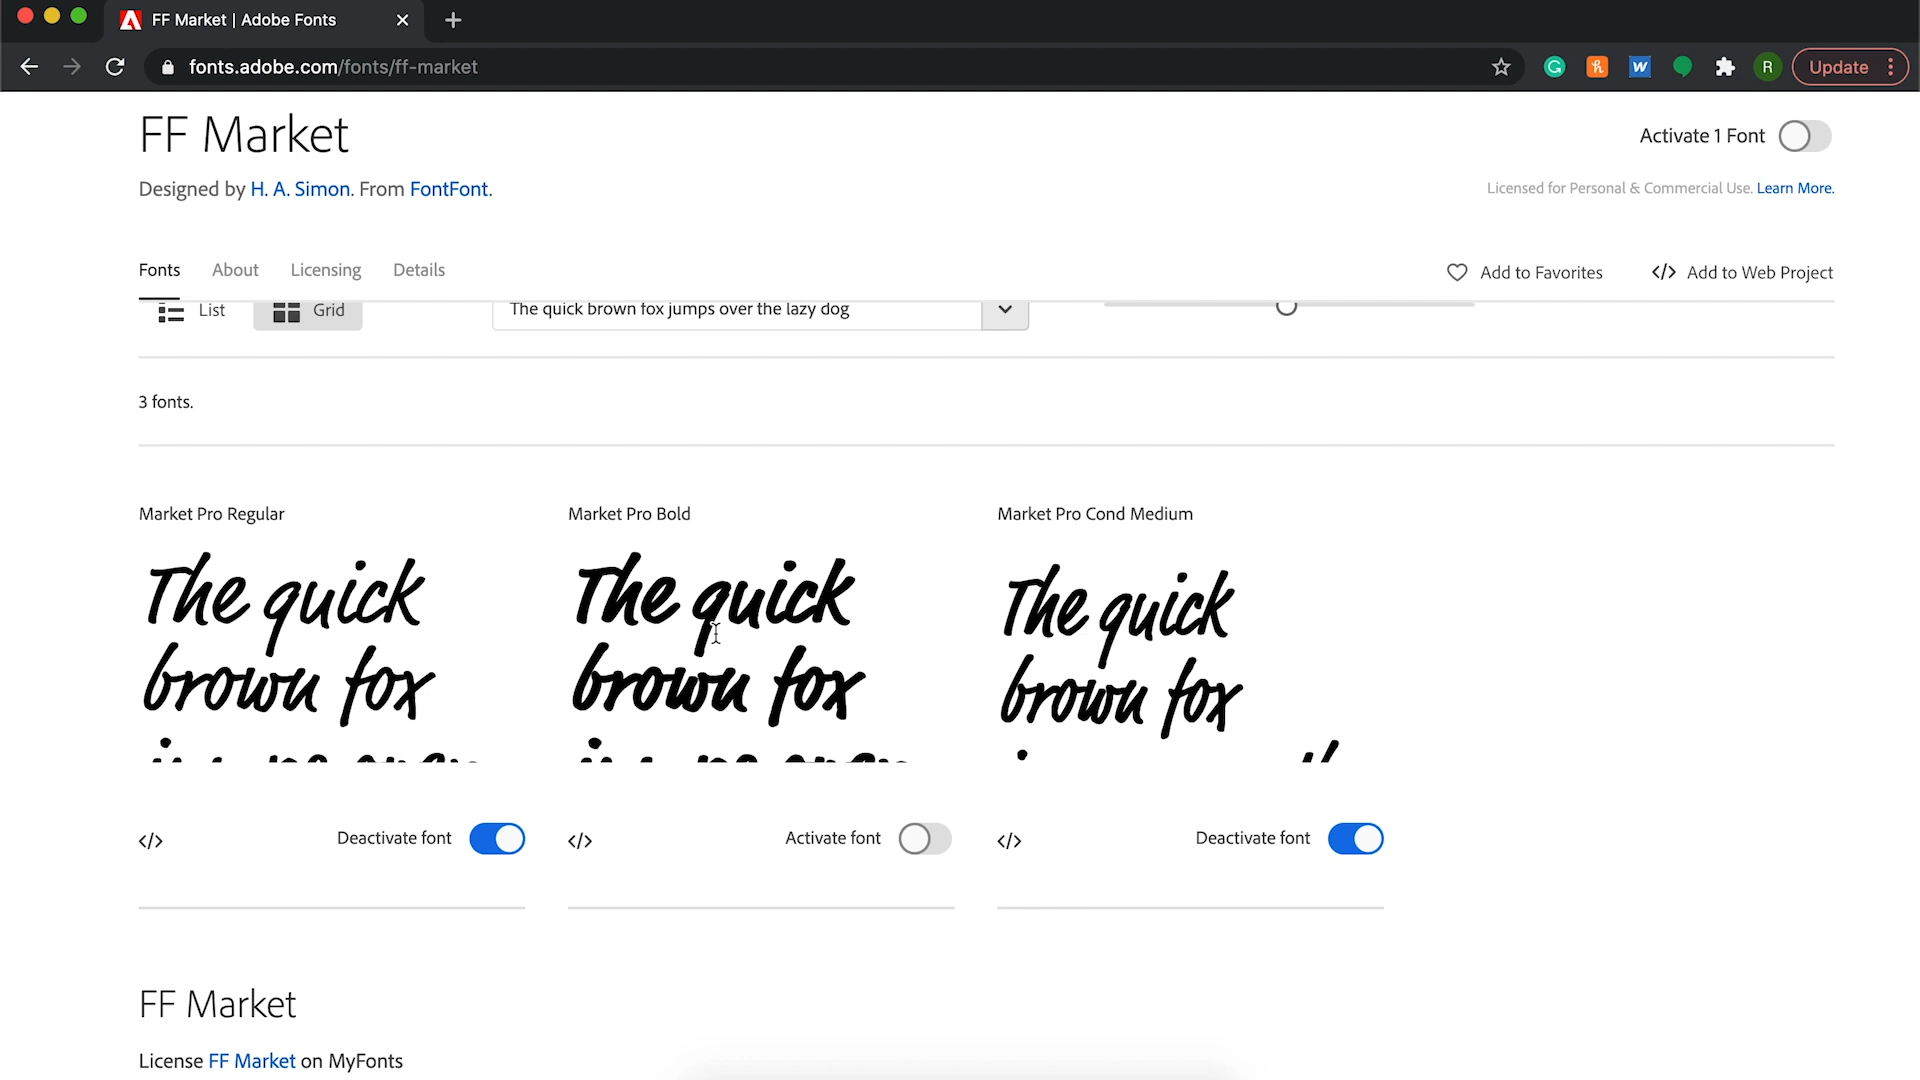 FF Market | Adobe Fonts
fonts.adobe.com/fonts/ff-market
R
Update
FF Market
Activate 1 Font
Designed by H. A. Simon. From FontFont.
Licensed for Personal & Commercial Use. Learn More.
Fonts About Licensing Details
Add to Favorites
</> Add to Web Project
List Grid
The quick brown fox jumps over the lazy dog
3 fonts.
Market Pro Regular
The quick
brown fox
</> Deactivate font
Market Pro Bold
The quick
brown fox
</> Activate font
Market Pro Cond Medium
The quick
brown fox
</> Deactivate font
FF Market
License FF Market on MyFonts